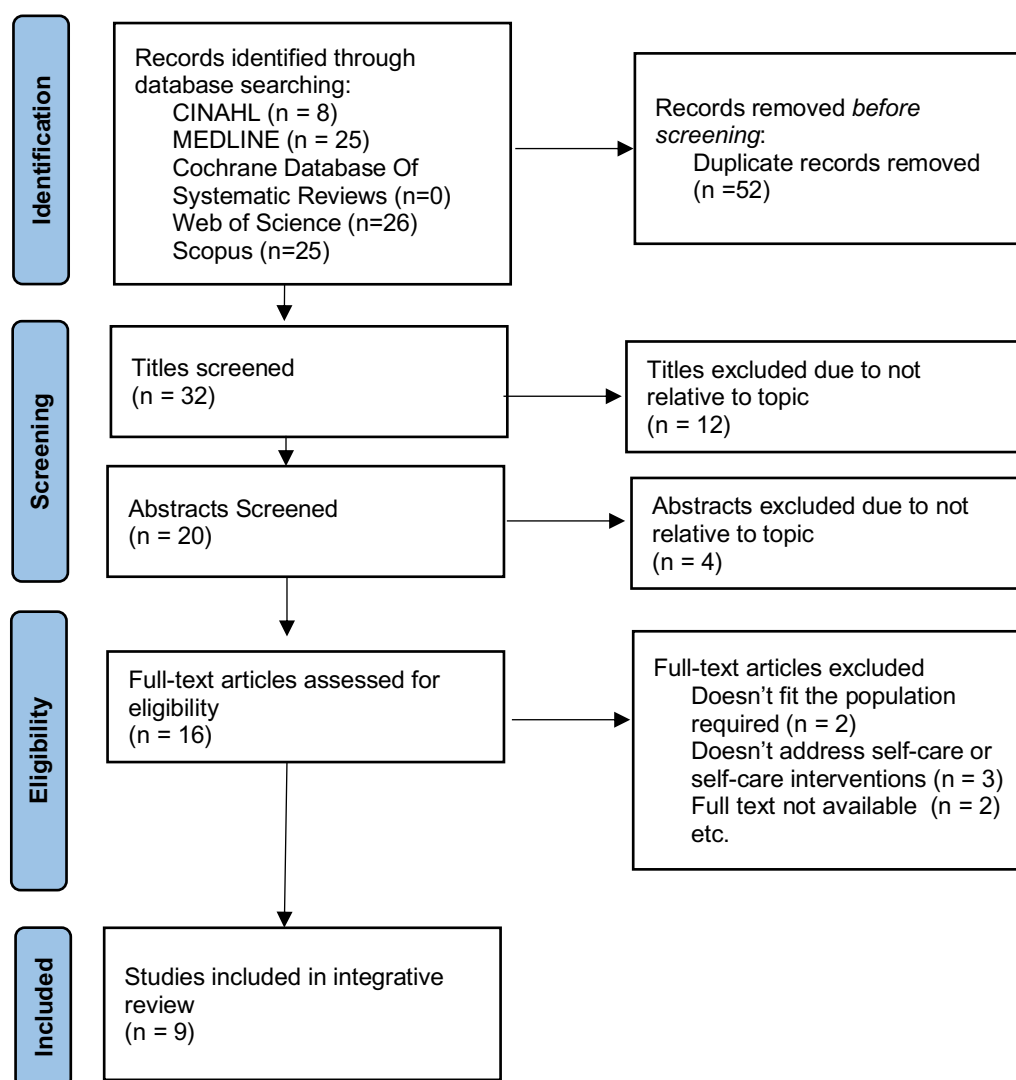 Identification
Records identified through
database searching:
CINAHL (n = 8)
MEDLINE (n = 25)
Cochrane Database Of
Systematic Reviews (n=0)
Web of Science (n=26)
Scopus (n=25)
Records removed before
screening:
Duplicate records removed
(n =52)
Screening
Titles screened
(n = 32)
Titles excluded due to not
relative to topic
(n = 12)
Abstracts Screened
(n = 20)
Abstracts excluded due to not
relative to topic
(n = 4)
Eligibility
Full-text articles assessed for
eligibility
(n = 16)
Full-text articles excluded
Doesn’t fit the population
required (n = 2)
Doesn’t address self-care or
self-care interventions (n = 3)
Full text not available  (n = 2)
etc.
Included
Studies included in integrative
review
(n = 9)